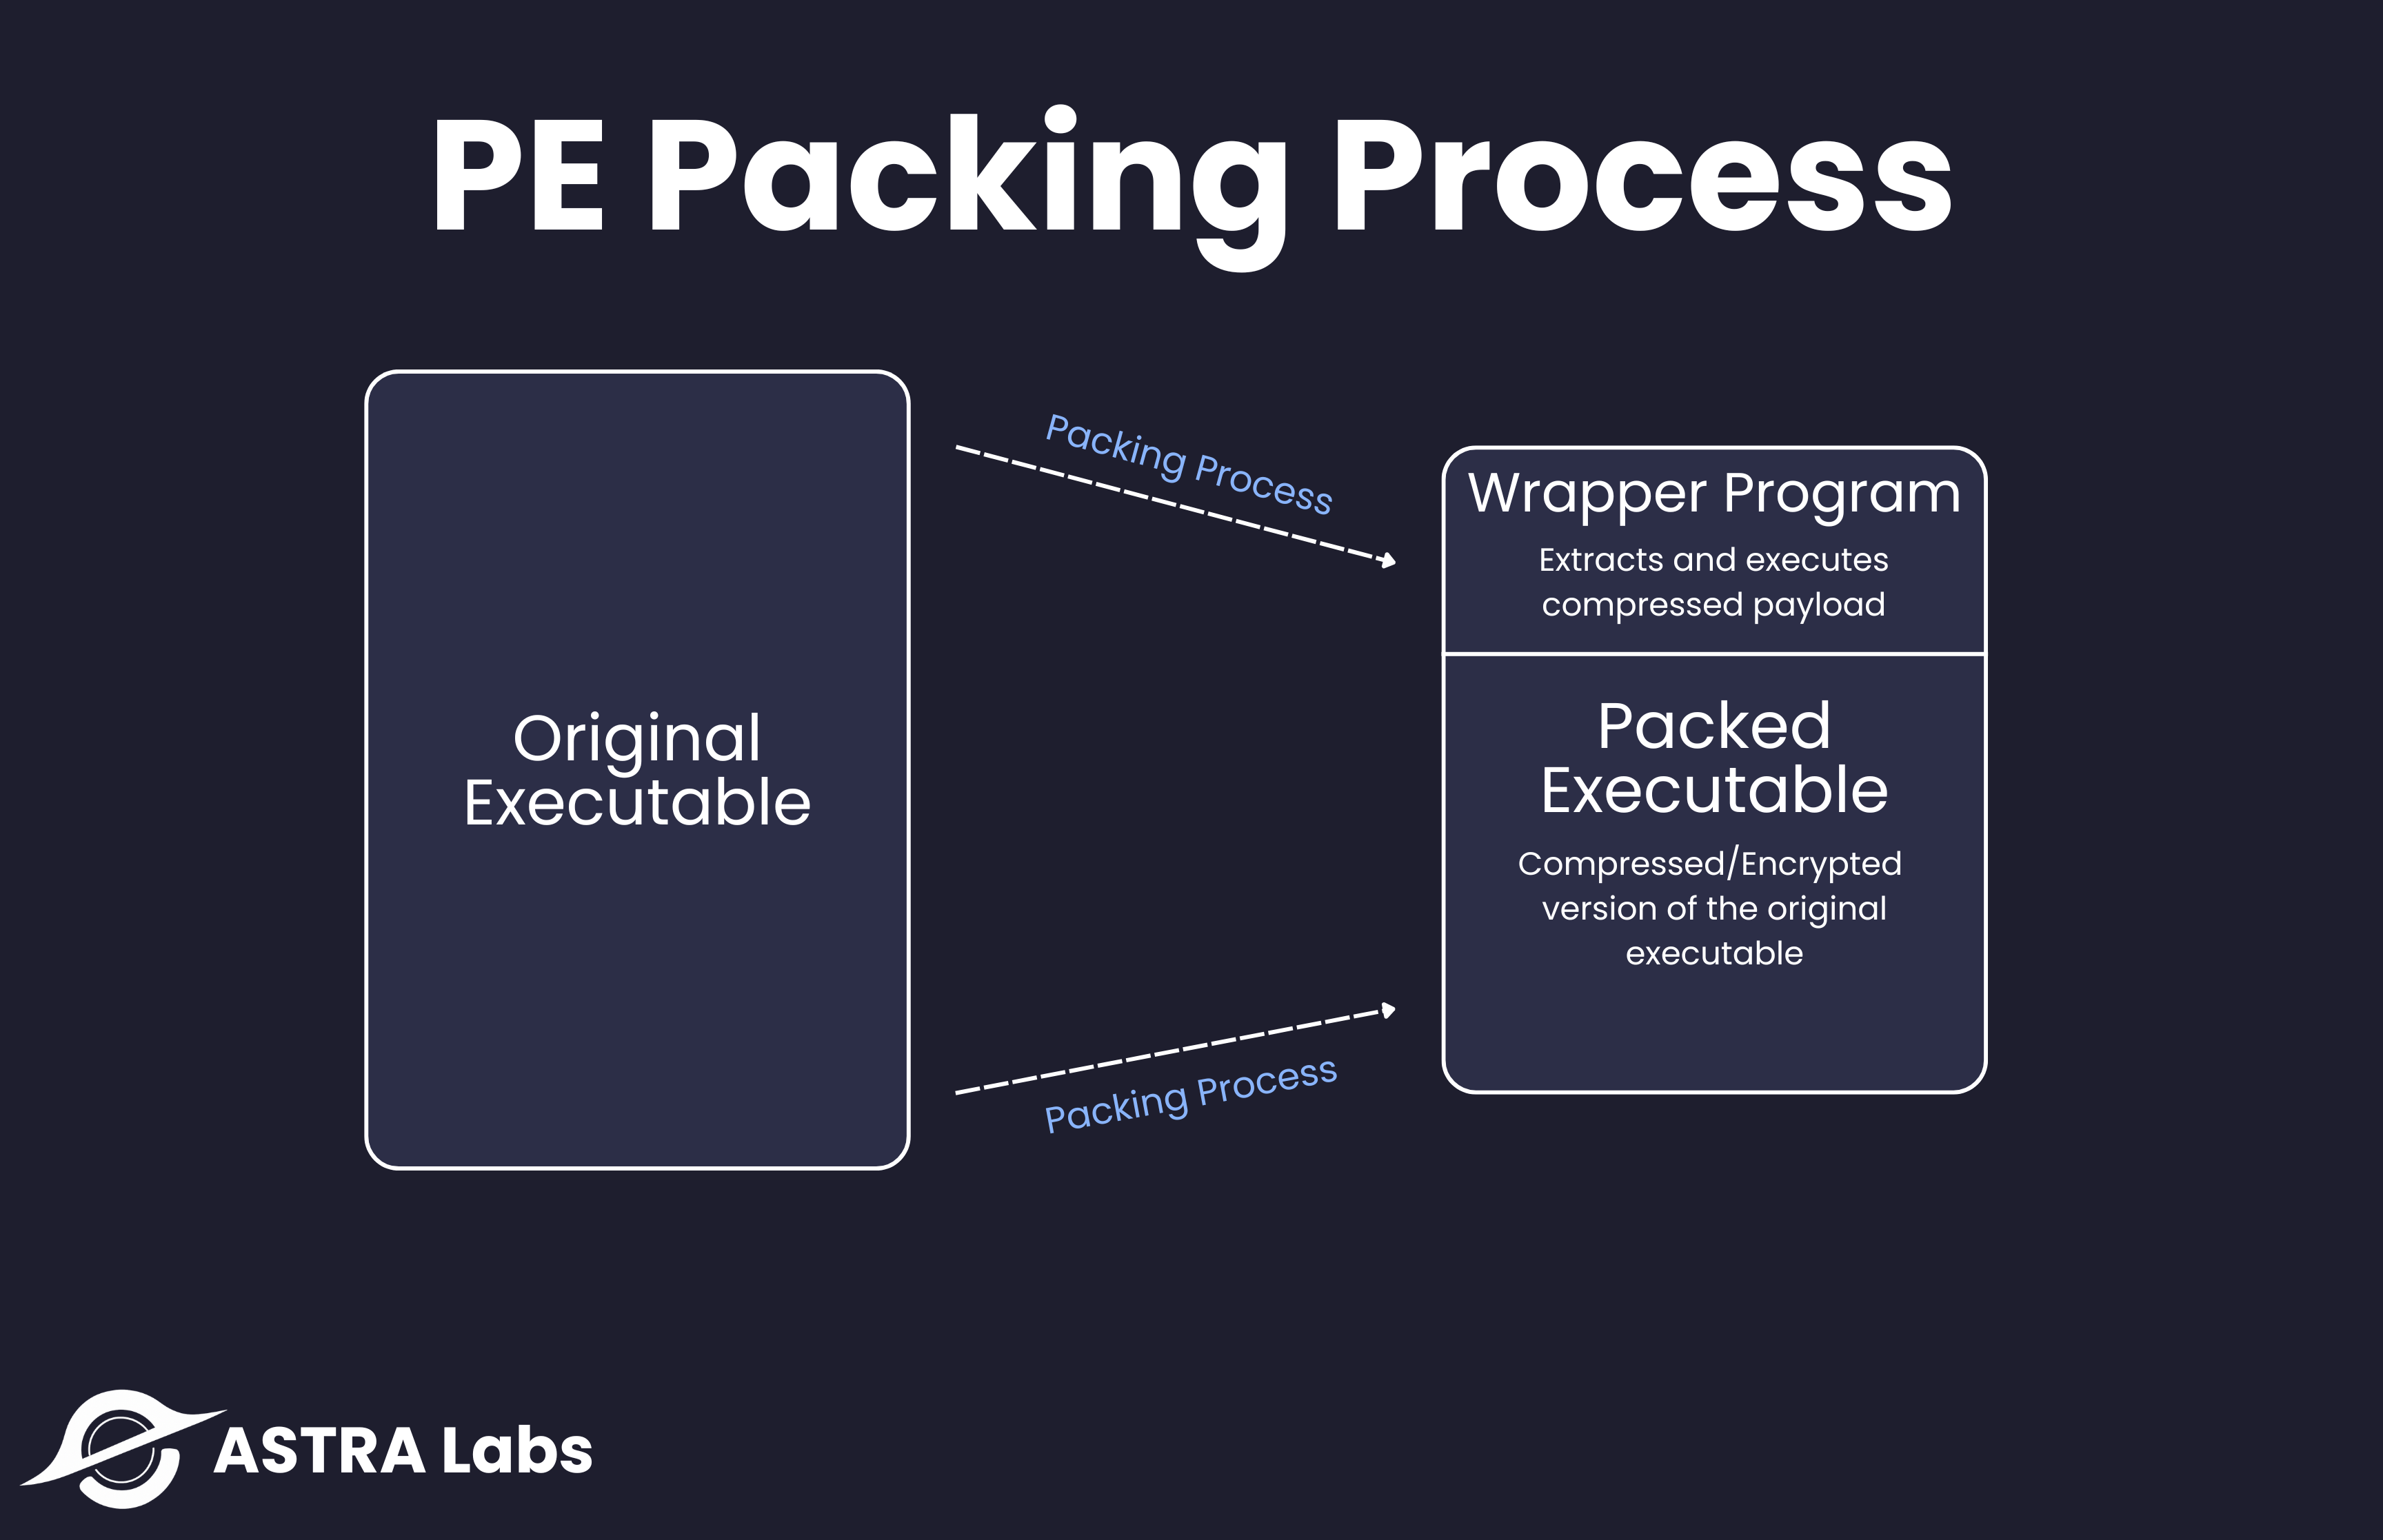 PE Packing Process
Packing Process
Wrapper Program
Extracts and executes
compressed payload
Original
Executable
Packed
Executable
Compressed/Encrypted
version of the original
executable
Packing Process
ASTRA Labs